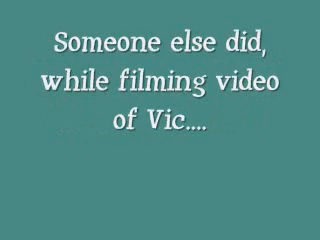 Someone else did,
while filming video
of Vic....